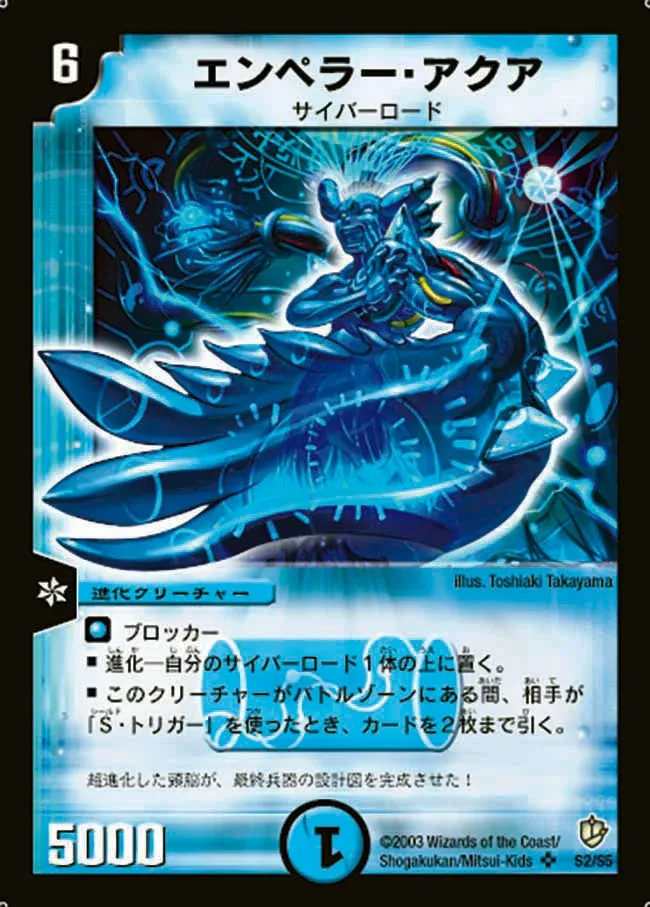 6
エンペラー・アクア
サイバーロード
illus. Toshiaki Takayama
進化クリーチャー
ブロッカー
■ 進化—自分のサイバーロード1体の上に置く。
■ このクリーチャーがバトルゾーンにある間、相手が
「S・トリガー」を使ったとき、カードを2枚まで引く。
超進化した頭脳が、最終兵器の設計図を完成させた！
5000
1
©2003 Wizards of the Coast/
Shogakukan/Mitsui-Kids
S2/S5